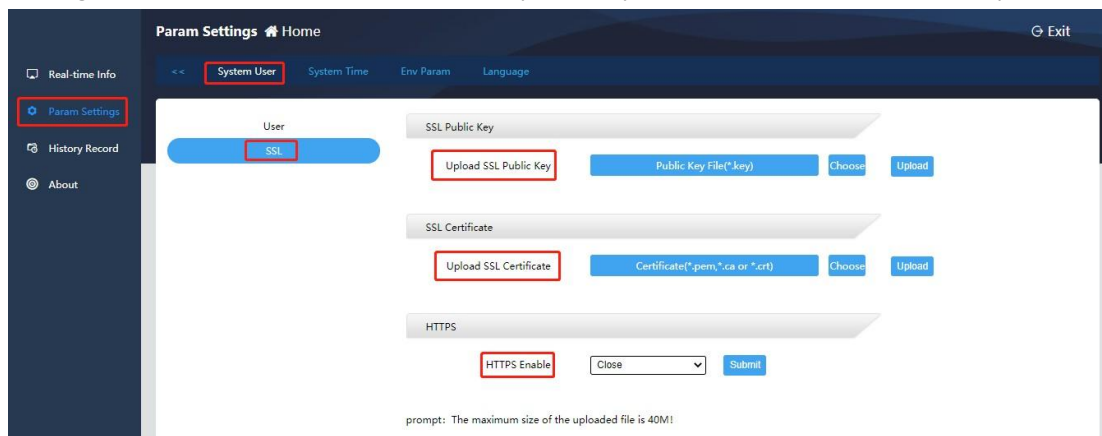 Param Settings Home Exit
Real-time Info
Param Settings
History Record
About
<< System User System Time Env Param Language
User
SSL
SSL Public Key
Upload SSL Public Key Public Key File(*.key) Choose Upload
SSL Certificate
Upload SSL Certificate Certificate(*.pem,*.ca or *.crt) Choose Upload
HTTPS
HTTPS Enable Close Submit
prompt: The maximum size of the uploaded file is 40M!